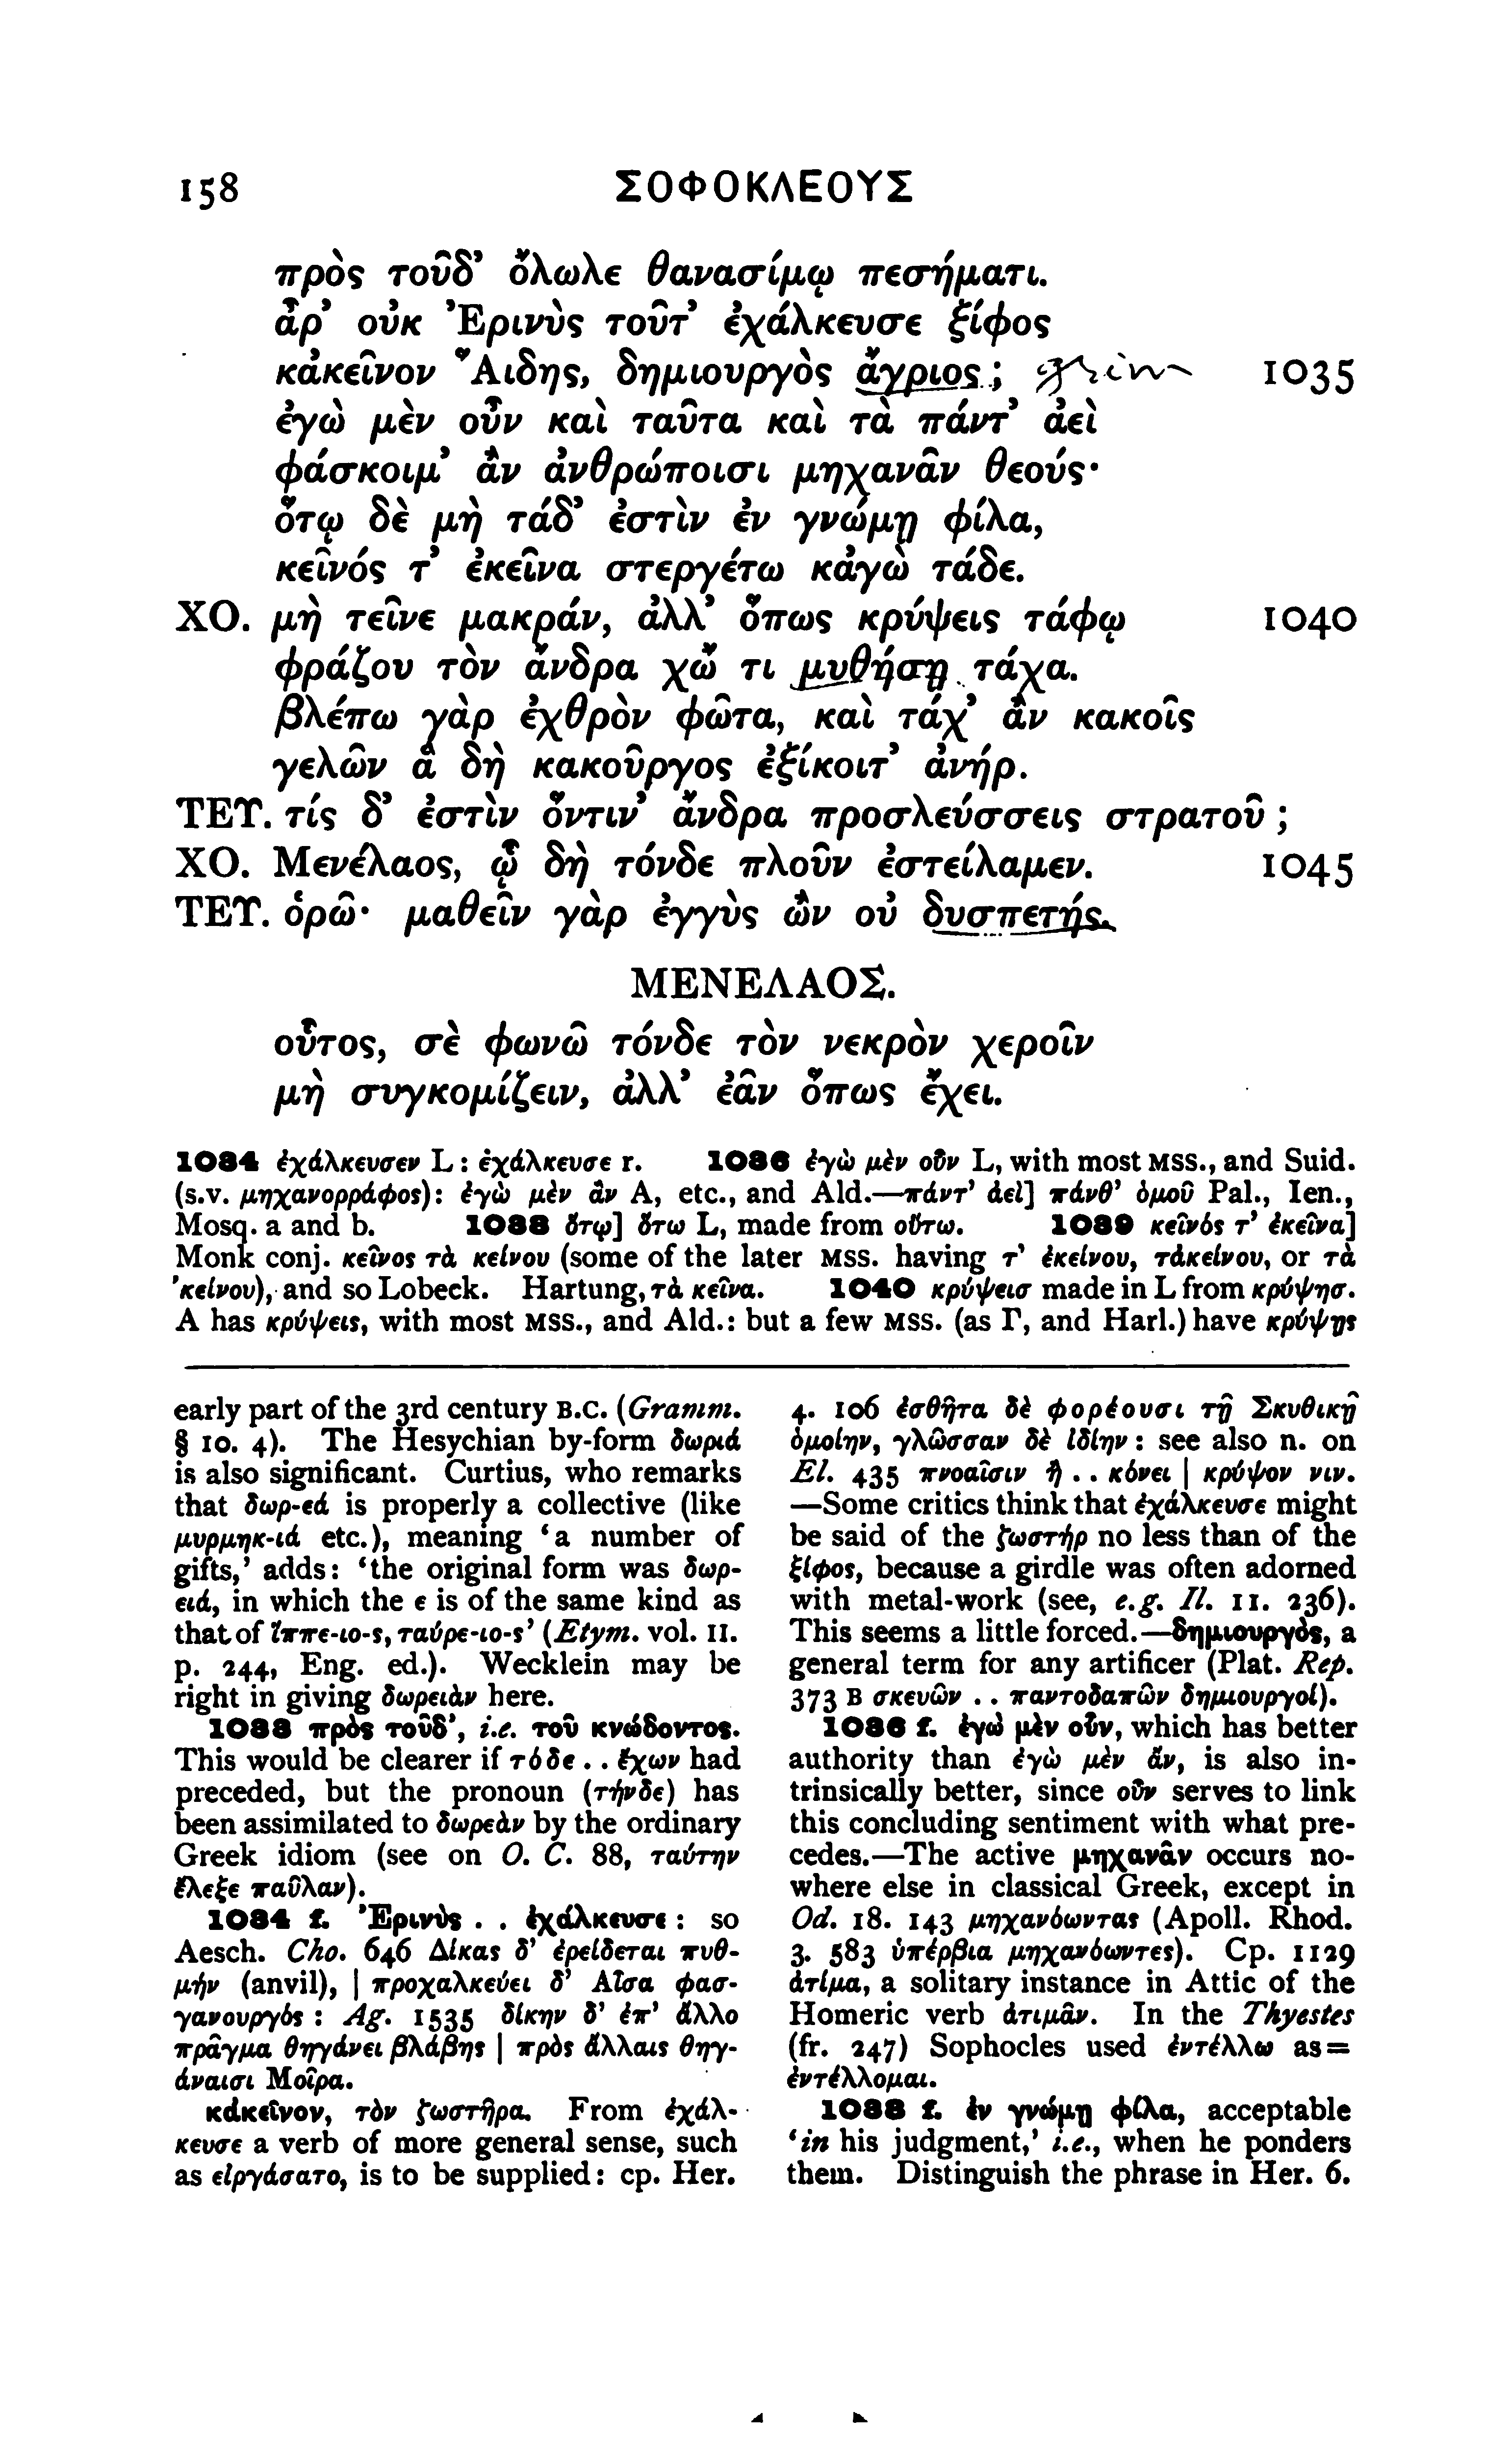 158
ΣΟΦΟΚΛΕΟΥΣ
πρὸς τοῦδ’ ὄλωλε θανασίμῳ πεσήματι.
ἆρ’ οὐκ Ἐρινὺς τοῦτ’ ἐχάλκευσε ξίφος
κἀκεῖνον Ἅιδης, δημιουργὸς ἄγριος; 1035
ἐγὼ μὲν οὖν καὶ ταῦτα καὶ τὰ πάντ’ ἀεὶ
φάσκοιμ’ ἂν ἀνθρώποισι μηχανᾶν θεούς·
ὅτῳ δὲ μὴ τάδ’ ἐστὶν ἐν γνώμῃ φίλα,
κεῖνός τ’ ἐκεῖνα στεργέτω κἀγὼ τάδε.
ΧΟ. μὴ τεῖνε μακράν, ἀλλ’ ὅπως κρύψεις τάφῳ 1040
φράζου τὸν ἄνδρα χὤ τι μυθήσῃ τάχα.
βλέπω γὰρ ἐχθρὸν φῶτα, καὶ τάχ’ ἂν κακοῖς
γελῶν ἃ δὴ κακοῦργος ἐξίκοιτ’ ἀνήρ.
ΤΕΥ. τίς δ’ ἐστὶν ὅντιν’ ἄνδρα προσλεύσσεις στρατοῦ;
ΧΟ. Μενέλαος, ᾧ δὴ τόνδε πλοῦν ἐστείλαμεν. 1045
ΤΕΥ. ὁρῶ· μαθεῖν γὰρ ἐγγὺς ὢν οὐ δυσπετής.
ΜΕΝΕΛΑΟΣ.
οὗτος, σὲ φωνῶ τόνδε τὸν νεκρὸν χεροῖν
μὴ συγκομίζειν, ἀλλ’ ἐᾶν ὅπως ἔχει.
1034 ἐχάλκευσεν L: ἐχάλκευσε r. 1036 ἐγὼ μὲν οὖν L, with most MSS., and Suid.
(s.v. μηχανορράφος): ἐγὼ μὲν ἂν A, etc., and Ald.—πάντ’ ἀεὶ] πάνθ’ ὁμοῦ Pal., Ien.,
Mosq. a and b. 1038 ὅτῳ] ὅτω L, made from οὕτω. 1039 κεῖνός τ’ ἐκεῖνα]
Monk conj. κεῖνος τὰ κείνου (some of the later MSS. having τ’ ἐκείνου, τἀκείνου, or τὰ
’κείνου), and so Lobeck. Hartung, τὰ κεῖνα. 1040 κρύψεισ made in L from κρύψησ.
A has κρύψεις, with most MSS., and Ald.: but a few MSS. (as Γ, and Harl.) have κρύψῃς
early part of the 3rd century B.C. (Gramm.
§ 10. 4). The Hesychian by-form δωριά
is also significant. Curtius, who remarks
that δωρ-εά is properly a collective (like
μυρμηκ-ιά etc.), meaning ‘a number of
gifts,’ adds: ‘the original form was δωρ-
ειά, in which the ε is of the same kind as
that of ἵππε-ιο-ς, ταύρε-ιο-ς’ (Etym. vol. II.
p. 244, Eng. ed.). Wecklein may be
right in giving δωρειὰν here.
1033 πρὸς τοῦδ’, i.e. τοῦ κνώδοντος.
This would be clearer if τόδε .. ἔχων had
preceded, but the pronoun (τήνδε) has
been assimilated to δωρεὰν by the ordinary
Greek idiom (see on O. C. 88, ταύτην
ἔλεξε παῦλαν).
1034 f. Ἐρινὺς . . ἐχάλκευσε: so
Aesch. Cho. 646 Δίκας δ’ ἐρείδεται πυθ-
μήν (anvil), | προχαλκεύει δ’ Αἶσα φασ-
γανουργός: Ag. 1535 δίκην δ’ ἐπ’ ἄλλο
πρᾶγμα θηγάνει βλάβης | πρὸς ἄλλαις θηγ-
άναισι Μοῖρα.
κἀκεῖνον, τὸν ζωστῆρα. From ἐχάλ-
κευσε a verb of more general sense, such
as εἰργάσατο, is to be supplied: cp. Her.
4. 106 ἐσθῆτα δὲ φορέουσι τῇ Σκυθικῇ
ὁμοίην, γλῶσσαν δὲ ἰδίην: see also n. on
El. 435 πνοαῖσιν ἢ .. κόνει | κρύψον νιν.
—Some critics think that ἐχάλκευσε might
be said of the ζωστήρ no less than of the
ξίφος, because a girdle was often adorned
with metal-work (see, e.g. Il. 11. 236).
This seems a little forced.—δημιουργὸς, a
general term for any artificer (Plat. Rep.
373 B σκευῶν .. παντοδαπῶν δημιουργοί).
1036 f. ἐγὼ μὲν οὖν, which has better
authority than ἐγὼ μὲν ἂν, is also in-
trinsically better, since οὖν serves to link
this concluding sentiment with what pre-
cedes.—The active μηχανᾶν occurs no-
where else in classical Greek, except in
Od. 18. 143 μηχανόωντας (Apoll. Rhod.
3. 583 ὑπέρβια μηχανόωντες). Cp. 1129
ἀτίμα, a solitary instance in Attic of the
Homeric verb ἀτιμᾶν. In the Thyestes
(fr. 247) Sophocles used ἐντέλλω as=
ἐντέλλομαι.
1038 f. ἐν γνώμῃ φίλα, acceptable
‘in his judgment,’ i.e., when he ponders
them. Distinguish the phrase in Her. 6.